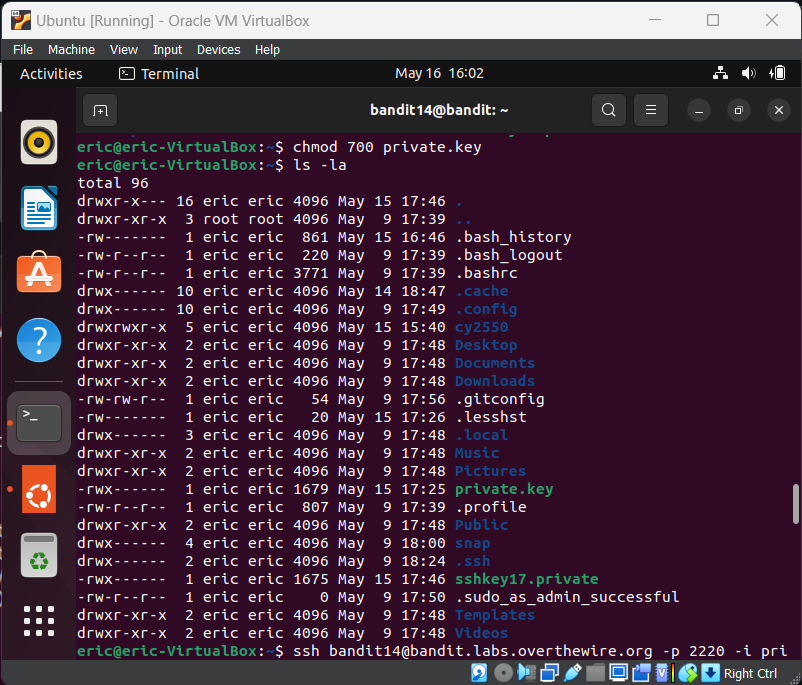 Ubuntu [Running] - Oracle VM VirtualBox
File Machine View Input Devices Help
Activities Terminal May 16 16:02
bandit14@bandit: ~
eric@eric-VirtualBox:~$ chmod 700 private.key
eric@eric-VirtualBox:~$ ls -la
total 96
drwxr-x--- 16 eric eric 4096 May 15 17:46 .
drwxr-xr-x 3 root root 4096 May 9 17:39 ..
-rw------- 1 eric eric 861 May 15 16:46 .bash_history
-rw-r--r-- 1 eric eric 220 May 9 17:39 .bash_logout
-rw-r--r-- 1 eric eric 3771 May 9 17:39 .bashrc
drwx------ 10 eric eric 4096 May 14 18:47 .cache
drwx------ 10 eric eric 4096 May 9 17:49 .config
drwxrwxr-x 5 eric eric 4096 May 15 15:40 cy2550
drwxr-xr-x 2 eric eric 4096 May 9 17:48 Desktop
drwxr-xr-x 2 eric eric 4096 May 9 17:48 Documents
drwxr-xr-x 2 eric eric 4096 May 9 17:48 Downloads
-rw-rw-r-- 1 eric eric 54 May 9 17:56 .gitconfig
-rw------- 1 eric eric 20 May 15 17:26 .lesshst
drwx------ 3 eric eric 4096 May 9 17:48 .local
drwxr-xr-x 2 eric eric 4096 May 9 17:48 Music
drwxr-xr-x 2 eric eric 4096 May 9 17:48 Pictures
-rwx------ 1 eric eric 1679 May 15 17:25 private.key
-rw-r--r-- 1 eric eric 807 May 9 17:39 .profile
drwxr-xr-x 2 eric eric 4096 May 9 17:48 Public
drwx------ 4 eric eric 4096 May 9 18:00 snap
drwx------ 2 eric eric 4096 May 9 18:24 .ssh
-rwx------ 1 eric eric 1675 May 15 17:46 sshkey17.private
-rw-r--r-- 1 eric eric 0 May 9 17:50 .sudo_as_admin_successful
drwxr-xr-x 2 eric eric 4096 May 9 17:48 Templates
drwxr-xr-x 2 eric eric 4096 May 9 17:48 Videos
eric@eric-VirtualBox:~$ ssh bandit14@bandit.labs.overthewire.org -p 2220 -i pri
Right Ctrl